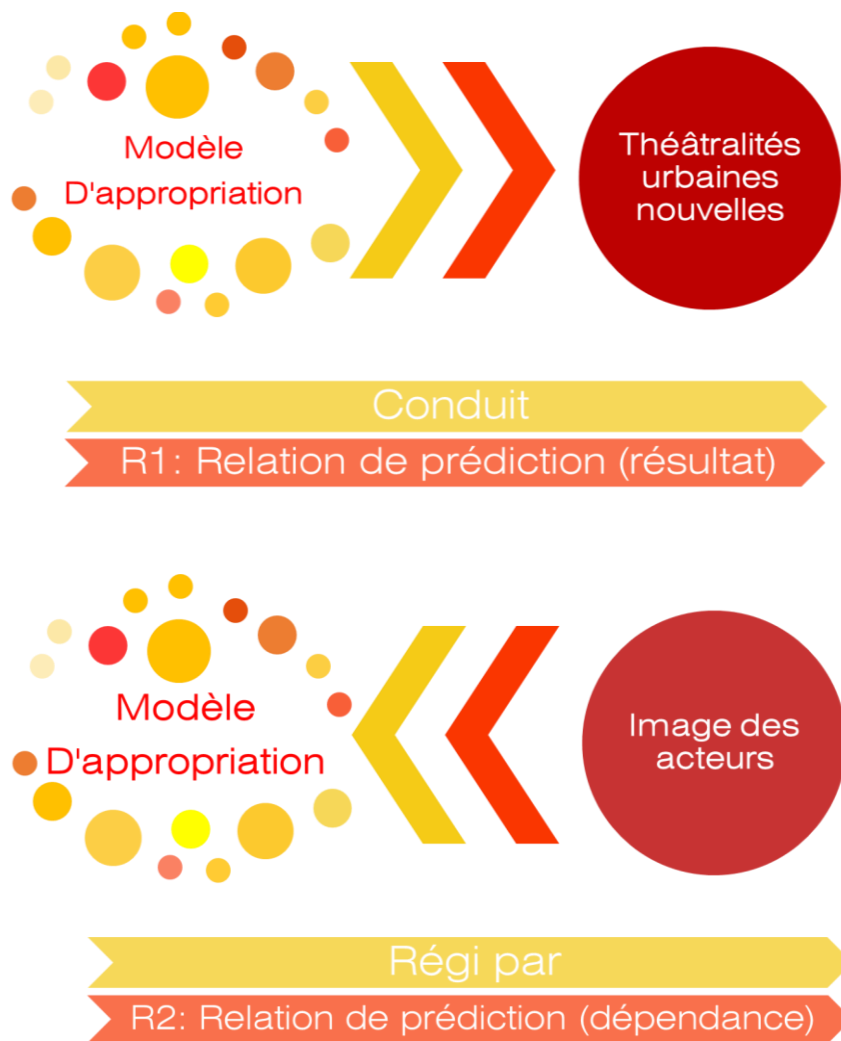 Modèle
D'appropriation
Théâtralités
urbaines
nouvelles
Conduit
R1: Relation de prédiction (résultat)
Modèle
D'appropriation
Image des
acteurs
Régi par
R2: Relation de prédiction (dépendance)